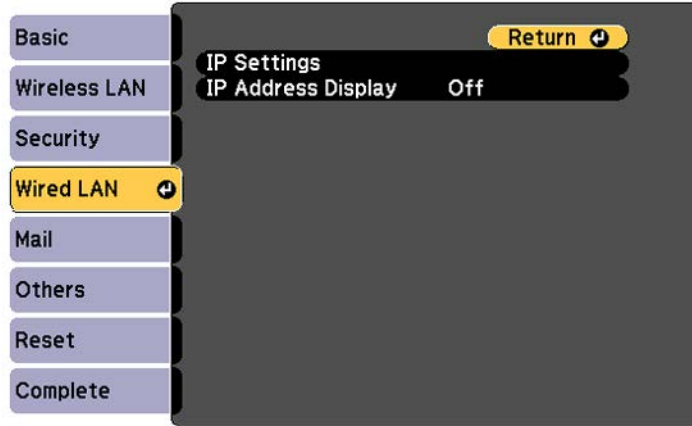 Basic
Wireless LAN
Security
Wired LAN
Mail
Others
Reset
Complete
Return
IP Settings
IP Address Display Off